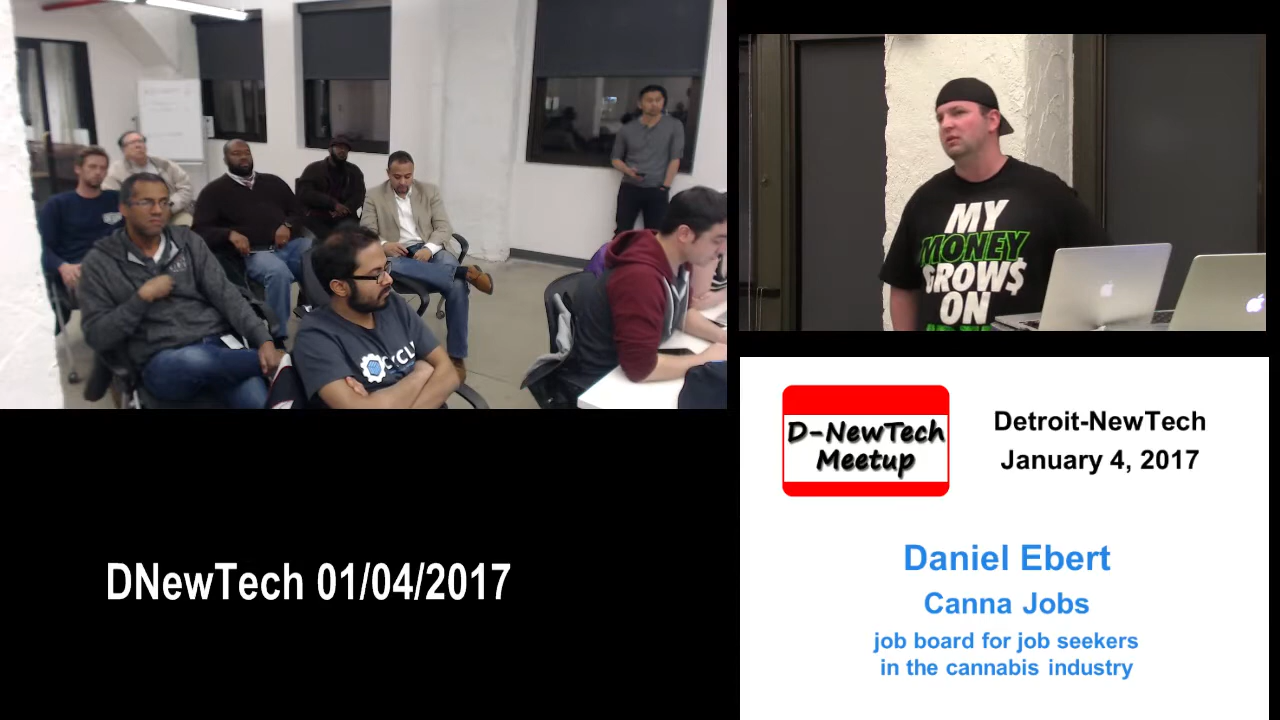 CYCL
MY
MONEY
GROW$
ON
D-NewTech
Meetup
Detroit-NewTech
January 4, 2017
Daniel Ebert
Canna Jobs
job board for job seekers
in the cannabis industry
DNewTech 01/04/2017